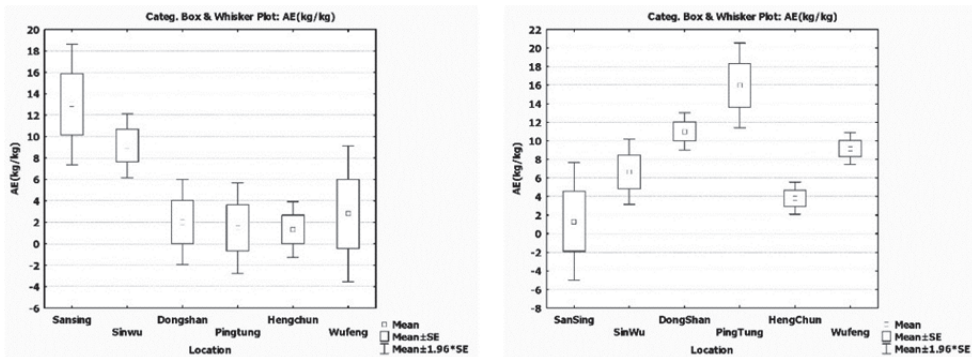 Categ. Box & Whisker Plot: AE(kg/kg)
20
18
16
14
12
10
8
6
4
2
0
-2
-4
-6
AE(kg/kg)
Sansing Dongshan Hengchun
Sinwu Pingtung Wufeng
Location
Mean
Mean±SE
Mean±1.96*SE
Categ. Box & Whisker Plot: AE(kg/kg)
22
20
18
16
14
12
10
8
6
4
2
0
-2
-4
-6
-8
AE(kg/kg)
SanSing DongShan HengChun
SinWu PingTung Wufeng
Location
Mean
Mean±SE
Mean±1.96*SE